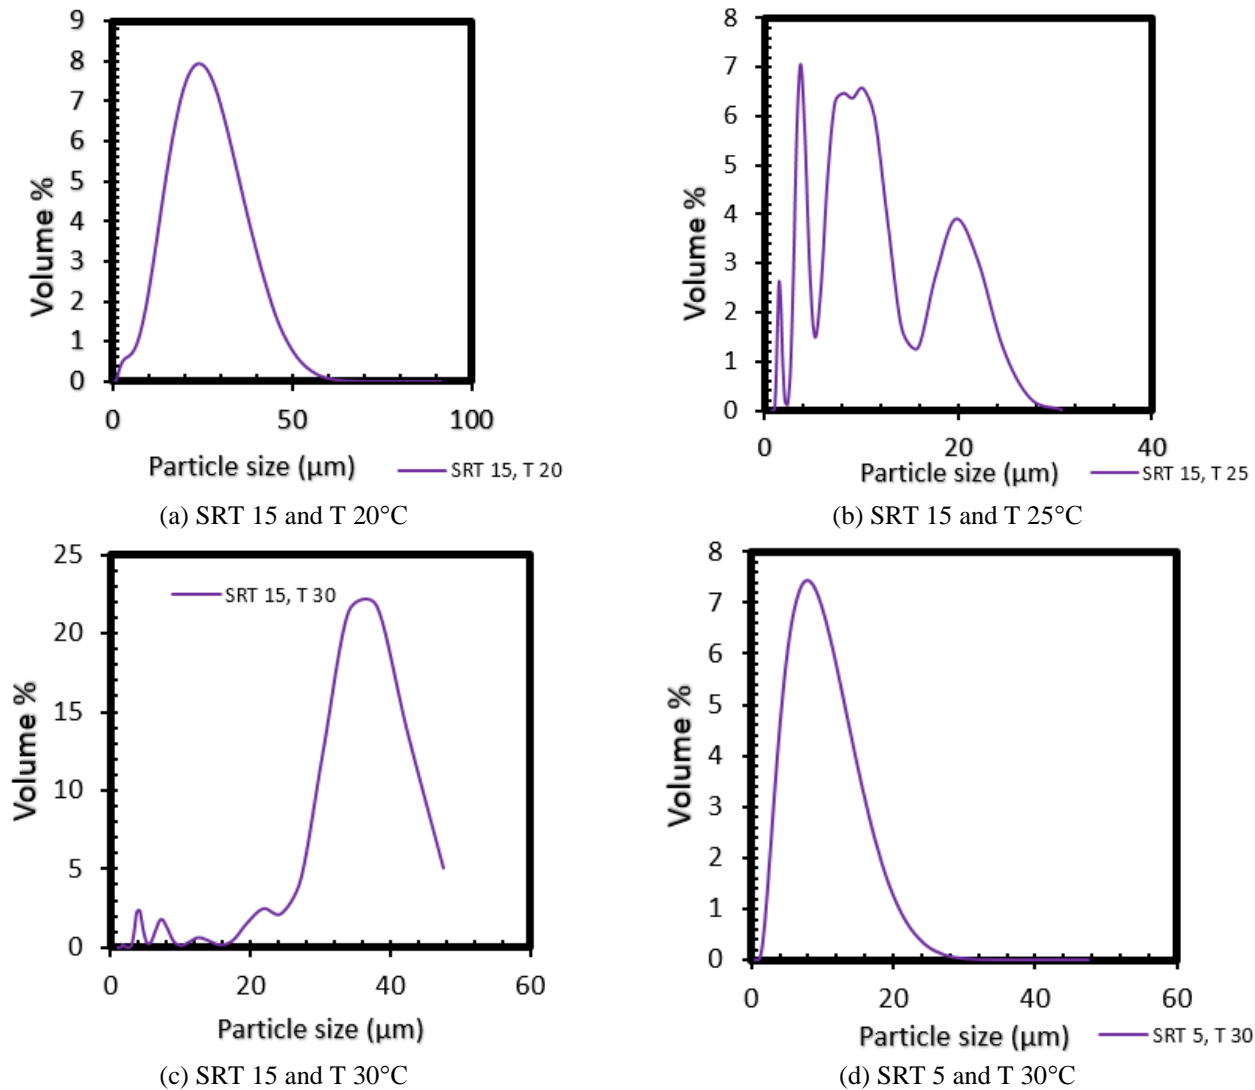 9
8
7
6
5
4
3
2
1
0
Volume %
0 50 100
Particle size (µm)
SRT 15, T 20
(a) SRT 15 and T 20°C
8
7
6
5
4
3
2
1
0
Volume %
0 20 40
Particle size (µm)
SRT 15, T 25
(b) SRT 15 and T 25°C
25
20
15
10
5
0
Volume %
SRT 15, T 30
0 20 40 60
Particle size (µm)
(c) SRT 15 and T 30°C
8
7
6
5
4
3
2
1
0
Volume %
0 20 40 60
Particle size (µm)
SRT 5, T 30
(d) SRT 5 and T 30°C